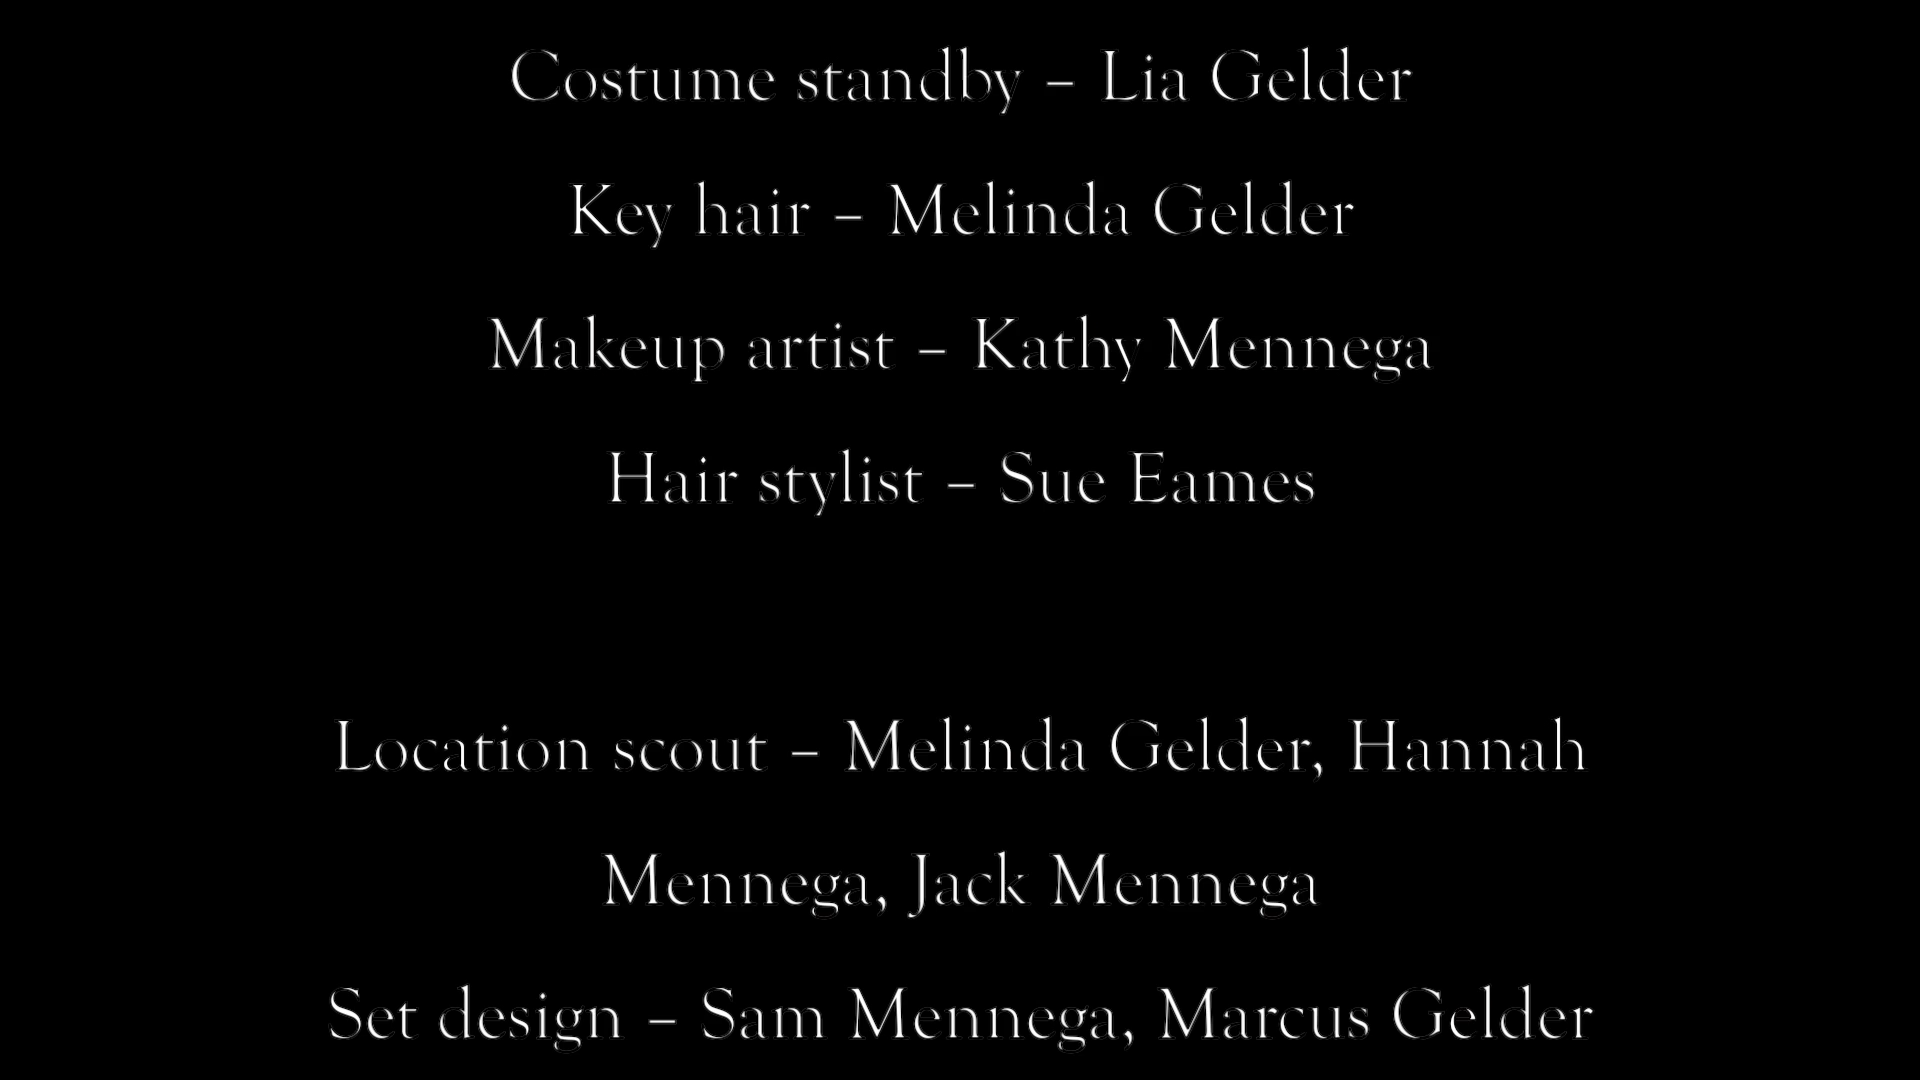 Costume standby – Lia Gelder
Key hair – Melinda Gelder
Makeup artist – Kathy Mennega
Hair stylist – Sue Eames
Location scout – Melinda Gelder, Hannah
Mennega, Jack Mennega
Set design – Sam Mennega, Marcus Gelder